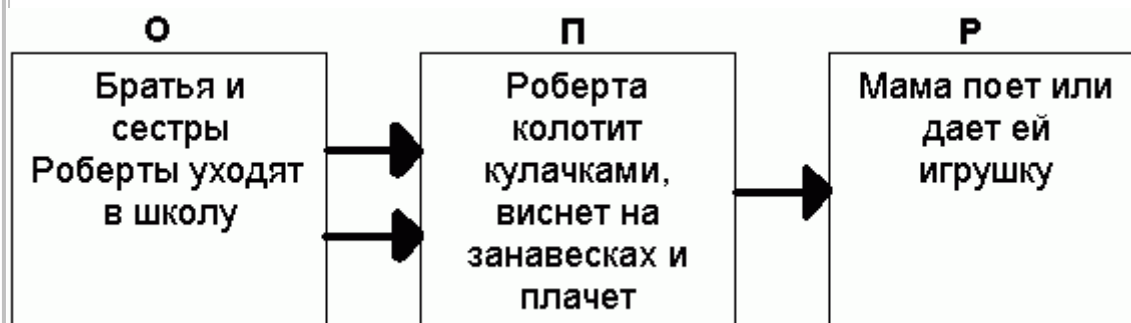 О
П
Р
Братья и
сестры
Роберты уходят
в школу
Роберта
колотит
кулачками,
виснет на
занавесках и
плачет
Мама поет или
дает ей
игрушку